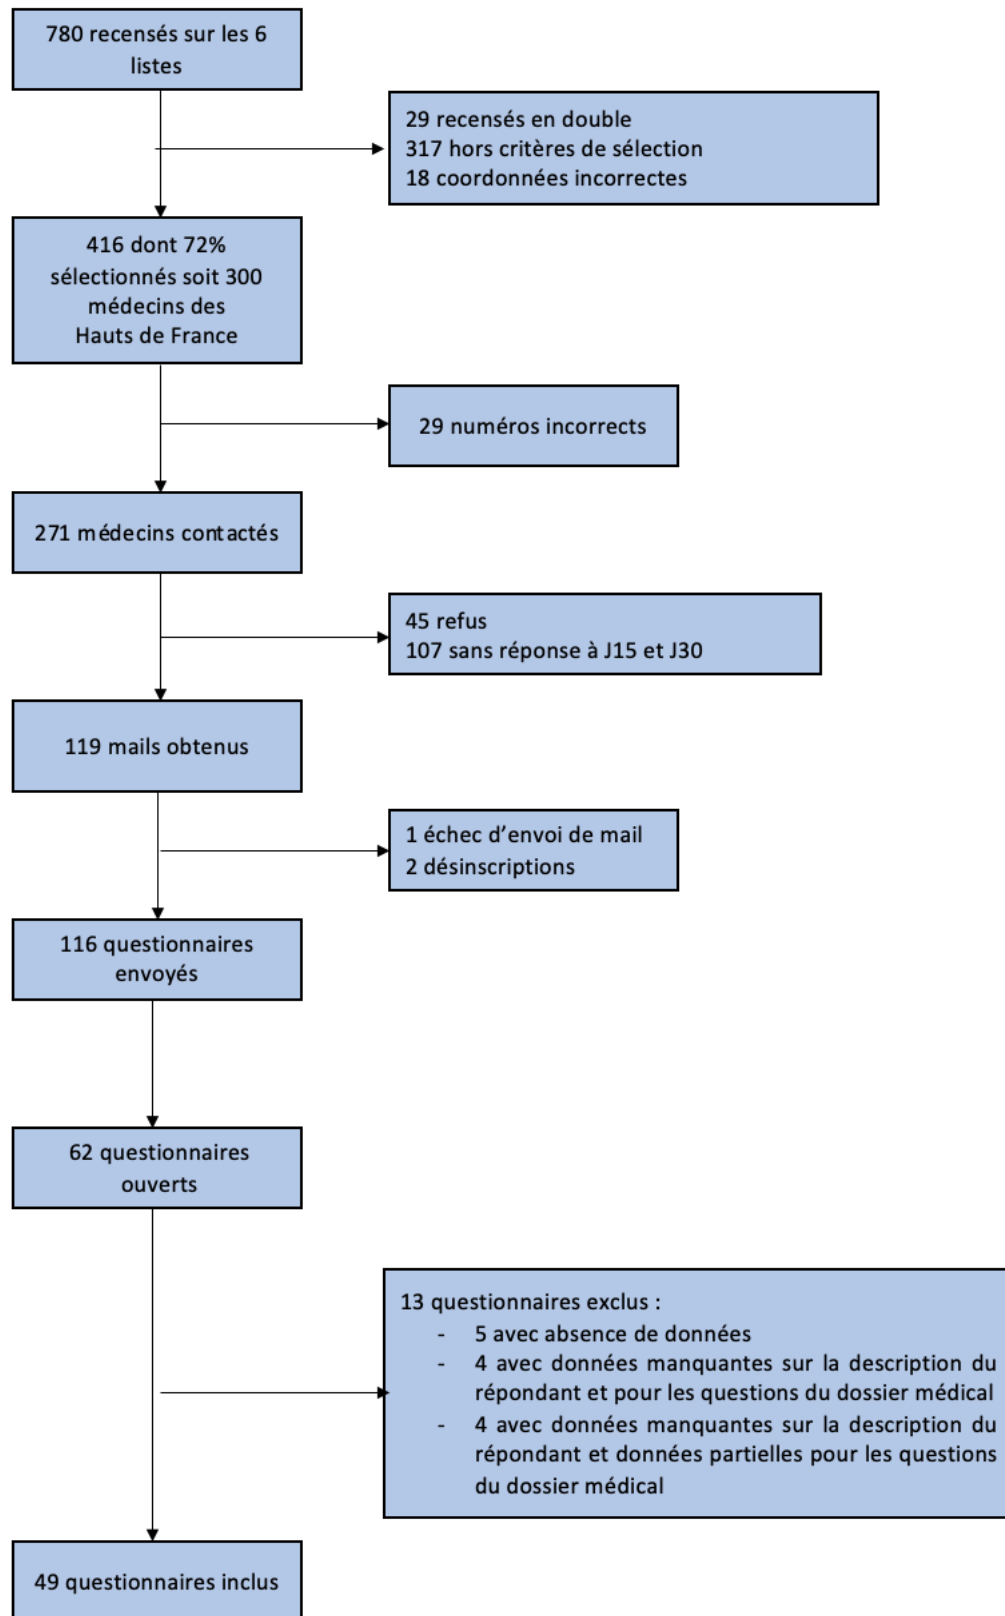 780 recensés sur les 6
listes
29 recensés en double
317 hors critères de sélection
18 coordonnées incorrectes
416 dont 72%
sélectionnés soit 300
médecins des
Hauts de France
29 numéros incorrects
271 médecins contactés
45 refus
107 sans réponse à J15 et J30
119 mails obtenus
1 échec d’envoi de mail
2 désinscriptions
116 questionnaires
envoyés
62 questionnaires
ouverts
13 questionnaires exclus :
- 5 avec absence de données
- 4 avec données manquantes sur la description du
répondant et pour les questions du dossier médical
- 4 avec données manquantes sur la description du
répondant et données partielles pour les questions
du dossier médical
49 questionnaires inclus